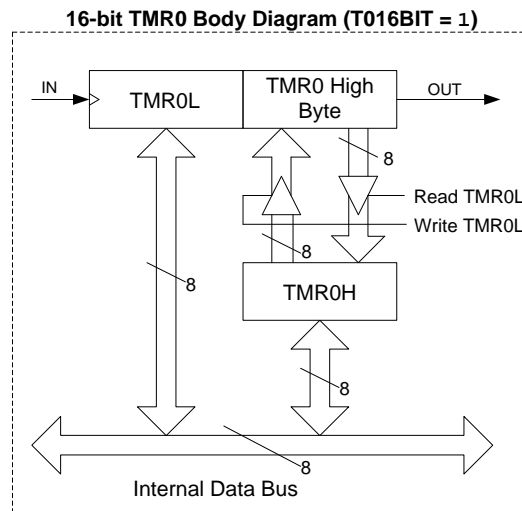 16-bit TMR0 Body Diagram (T016BIT = 1)
IN
TMR0L
TMR0 High
Byte
OUT
8
Read TMR0L
Write TMR0L
8
8
TMR0H
8
8
Internal Data Bus